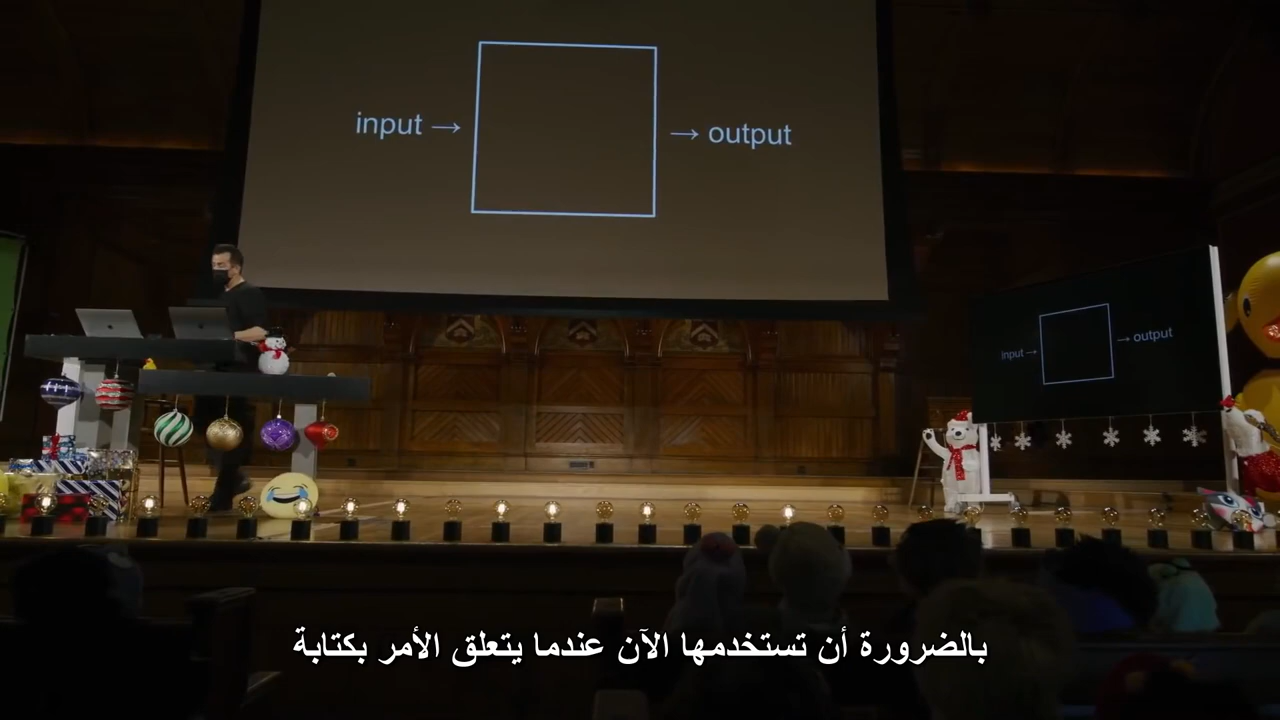 input → → output
input → → output
بالضرورة أن تستخدمها الآن عندما يتعلق الأمر بكتابة